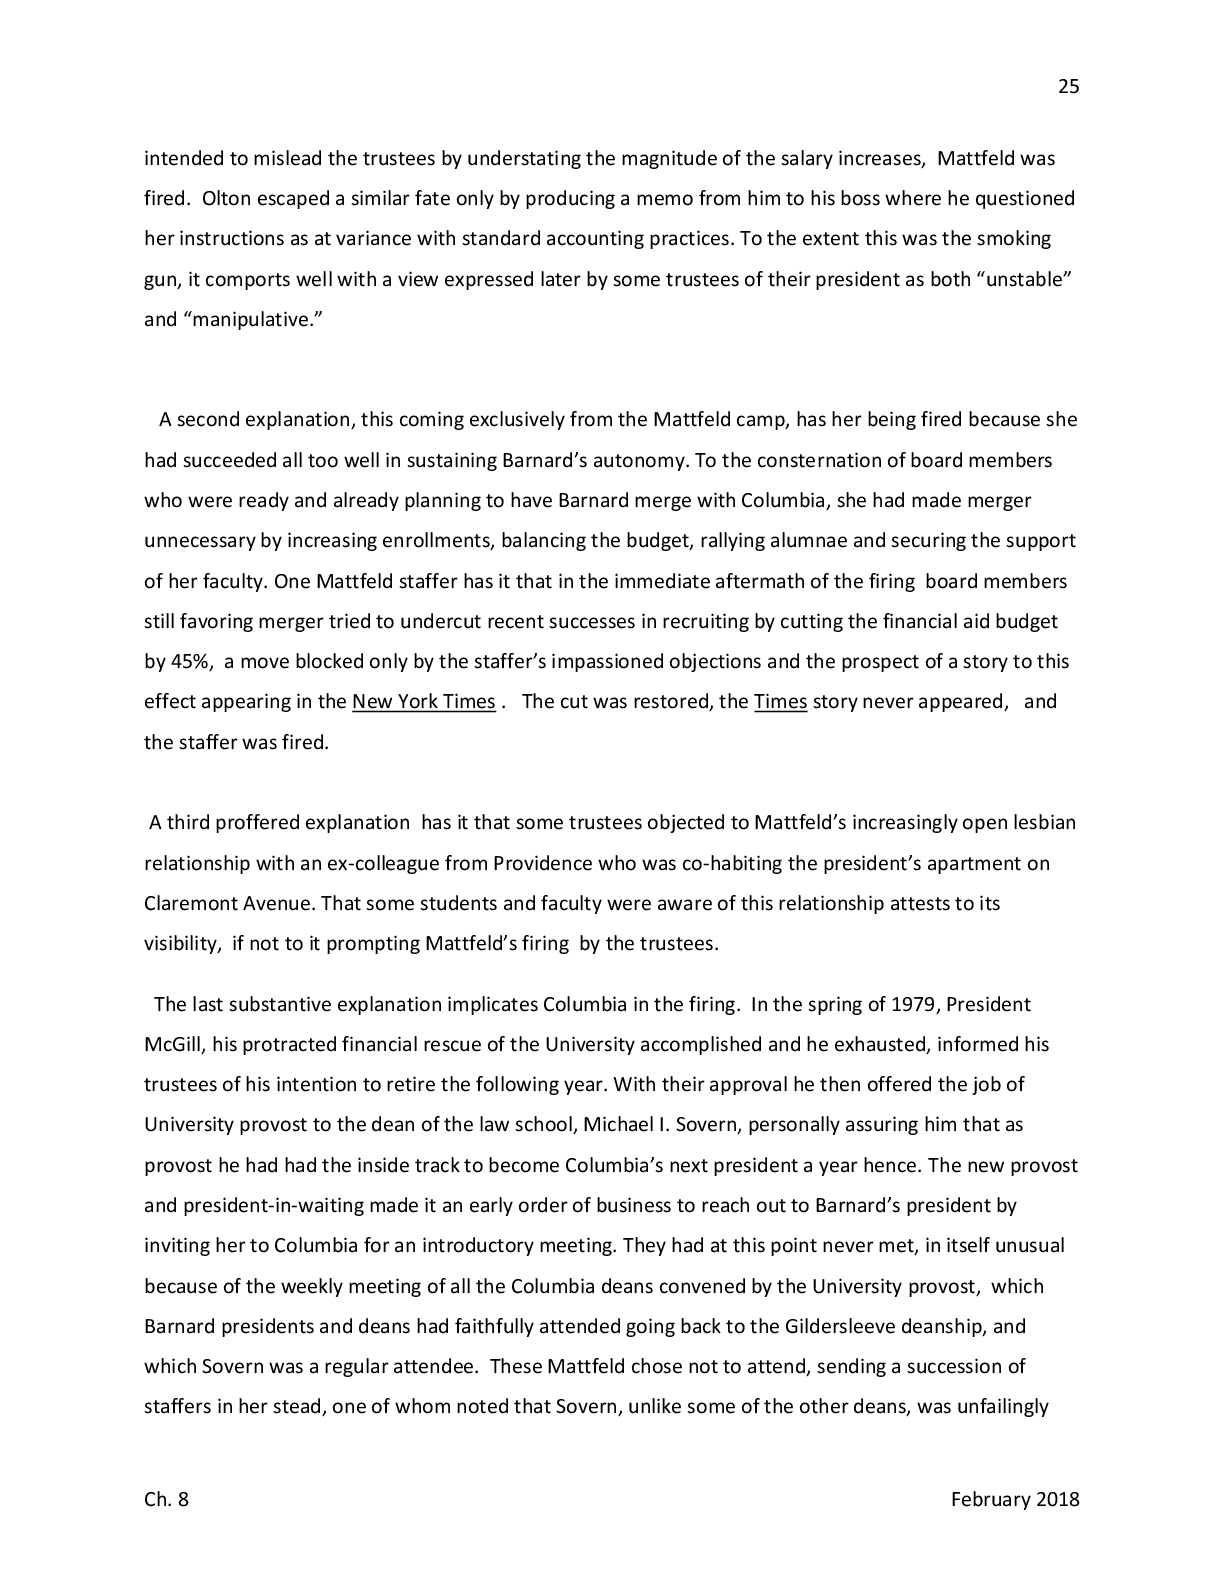 25
intended to mislead the trustees by understating the magnitude of the salary increases,  Mattfeld was
fired.  Olton escaped a similar fate only by producing a memo from him to his boss where he questioned
her instructions as at variance with standard accounting practices. To the extent this was the smoking
gun, it comports well with a view expressed later by some trustees of their president as both “unstable”
and “manipulative.”
A second explanation, this coming exclusively from the Mattfeld camp, has her being fired because she
had succeeded all too well in sustaining Barnard’s autonomy. To the consternation of board members
who were ready and already planning to have Barnard merge with Columbia, she had made merger
unnecessary by increasing enrollments, balancing the budget, rallying alumnae and securing the support
of her faculty. One Mattfeld staffer has it that in the immediate aftermath of the firing  board members
still favoring merger tried to undercut recent successes in recruiting by cutting the financial aid budget
by 45%,  a move blocked only by the staffer’s impassioned objections and the prospect of a story to this
effect appearing in the New York Times .   The cut was restored, the Times story never appeared,   and
the staffer was fired.
A third proffered explanation  has it that some trustees objected to Mattfeld’s increasingly open lesbian
relationship with an ex-colleague from Providence who was co-habiting the president’s apartment on
Claremont Avenue. That some students and faculty were aware of this relationship attests to its
visibility,  if not to it prompting Mattfeld’s firing  by the trustees.
The last substantive explanation implicates Columbia in the firing.  In the spring of 1979, President
McGill, his protracted financial rescue of the University accomplished and he exhausted, informed his
trustees of his intention to retire the following year. With their approval he then offered the job of
University provost to the dean of the law school, Michael I. Sovern, personally assuring him that as
provost he had had the inside track to become Columbia’s next president a year hence. The new provost
and president-in-waiting made it an early order of business to reach out to Barnard’s president by
inviting her to Columbia for an introductory meeting. They had at this point never met, in itself unusual
because of the weekly meeting of all the Columbia deans convened by the University provost,  which
Barnard presidents and deans had faithfully attended going back to the Gildersleeve deanship, and
which Sovern was a regular attendee.  These Mattfeld chose not to attend, sending a succession of
staffers in her stead, one of whom noted that Sovern, unlike some of the other deans, was unfailingly
Ch. 8
February 2018